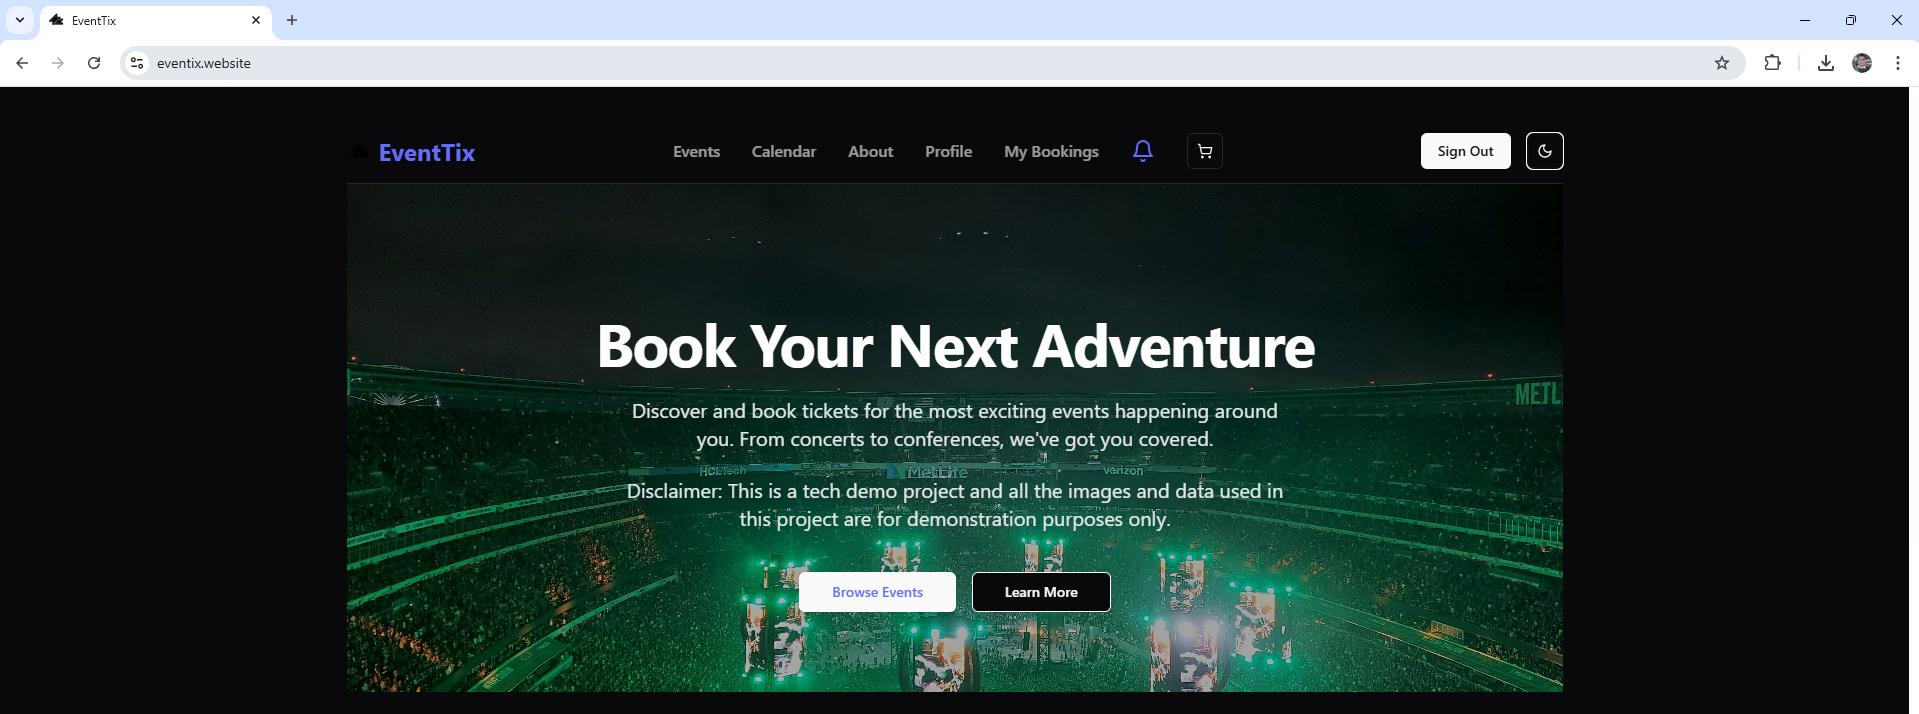 EventTix
eventix.website
EventTix
Events
Calendar
About
Profile
My Bookings
Sign Out
METL
Book Your Next Adventure
Discover and book tickets for the most exciting events happening around
you. From concerts to conferences, we've got you covered.
HCLTech
MetLife
verizon
Disclaimer: This is a tech demo project and all the images and data used in
this project are for demonstration purposes only.
Browse Events
Learn More